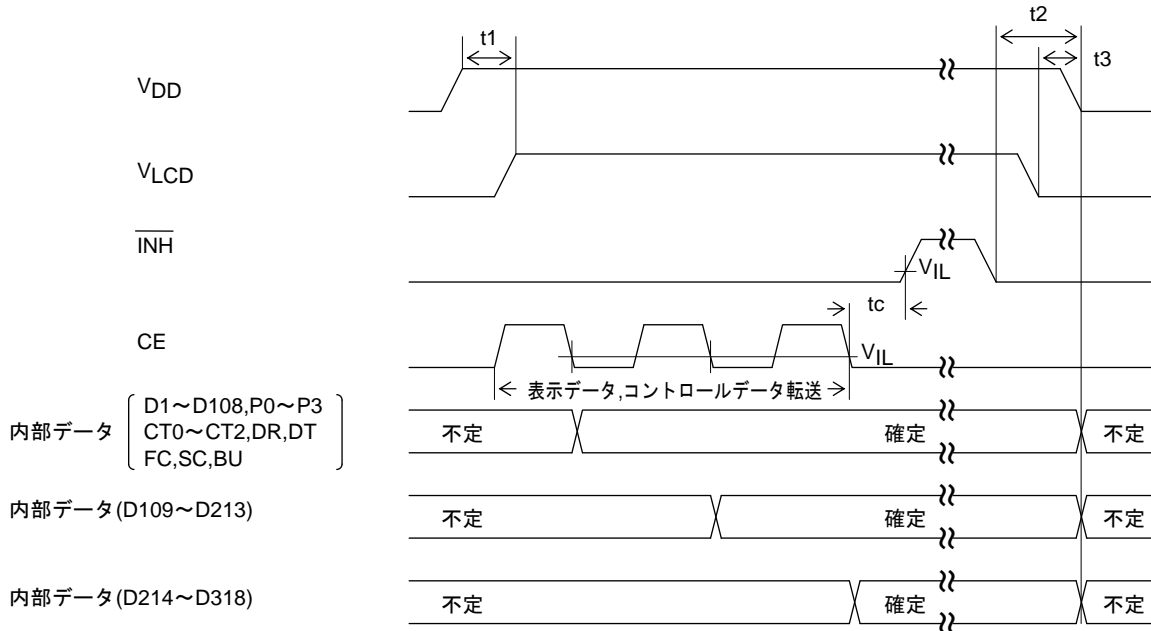 t1
t2
t3
VDD
VLCD
INH
VIL
tc
CE
VIL
表示データ,コントロールデータ転送
内部データ
D1～D108,P0～P3
CT0～CT2,DR,DT
FC,SC,BU
不定
確定
不定
内部データ(D109～D213)
不定
確定
不定
内部データ(D214～D318)
不定
確定
不定